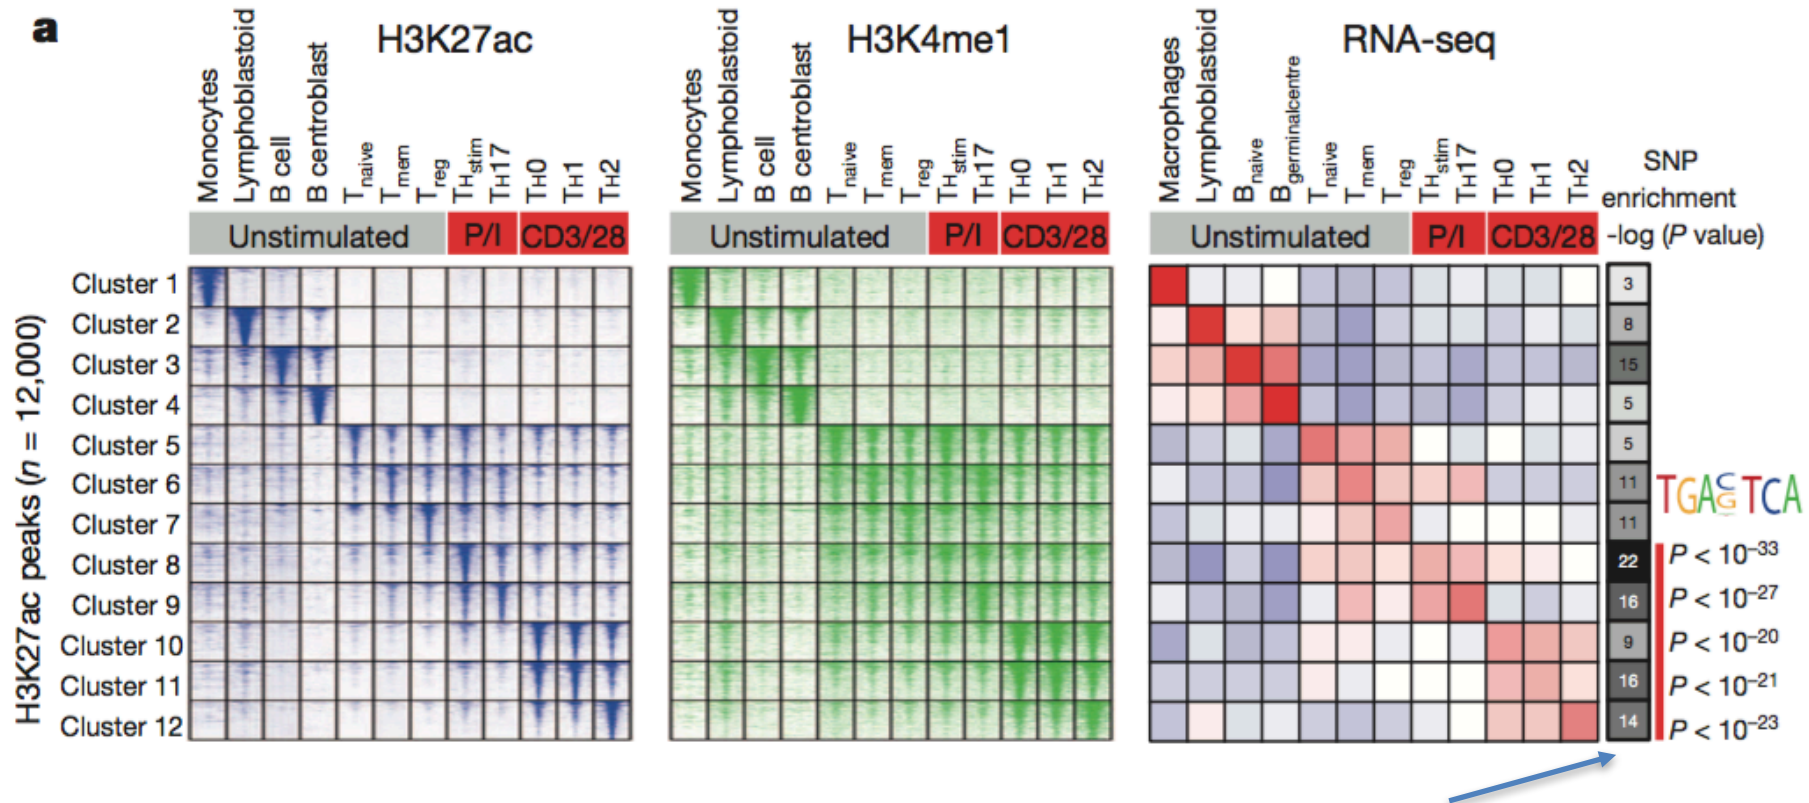 a
H3K27ac
H3K4me1
RNA-seq
Monocytes
Lymphoblastoid
B cell
B centroblast
Tnaive
Tmem
Treg
THstim
TH17
TH0
TH1
TH2
Monocytes
Lymphoblastoid
B cell
B centroblast
Tnaive
Tmem
Treg
THstim
TH17
TH0
TH1
TH2
Macrophages
Lymphoblastoid
Bnaive
Bgerminalcentre
Tnaive
Tmem
Treg
THstim
TH17
TH0
TH1
TH2
SNP
enrichment
-log (P value)
Unstimulated P/I CD3/28
Unstimulated P/I CD3/28
Unstimulated P/I CD3/28
H3K27ac peaks (n = 12,000)
Cluster 1
Cluster 2
Cluster 3
Cluster 4
Cluster 5
Cluster 6
Cluster 7
Cluster 8
Cluster 9
Cluster 10
Cluster 11
Cluster 12
3
8
15
5
5
11
11
22
16
9
16
14
TGACTCA
G
P < 10–33
P < 10–27
P < 10–20
P < 10–21
P < 10–23